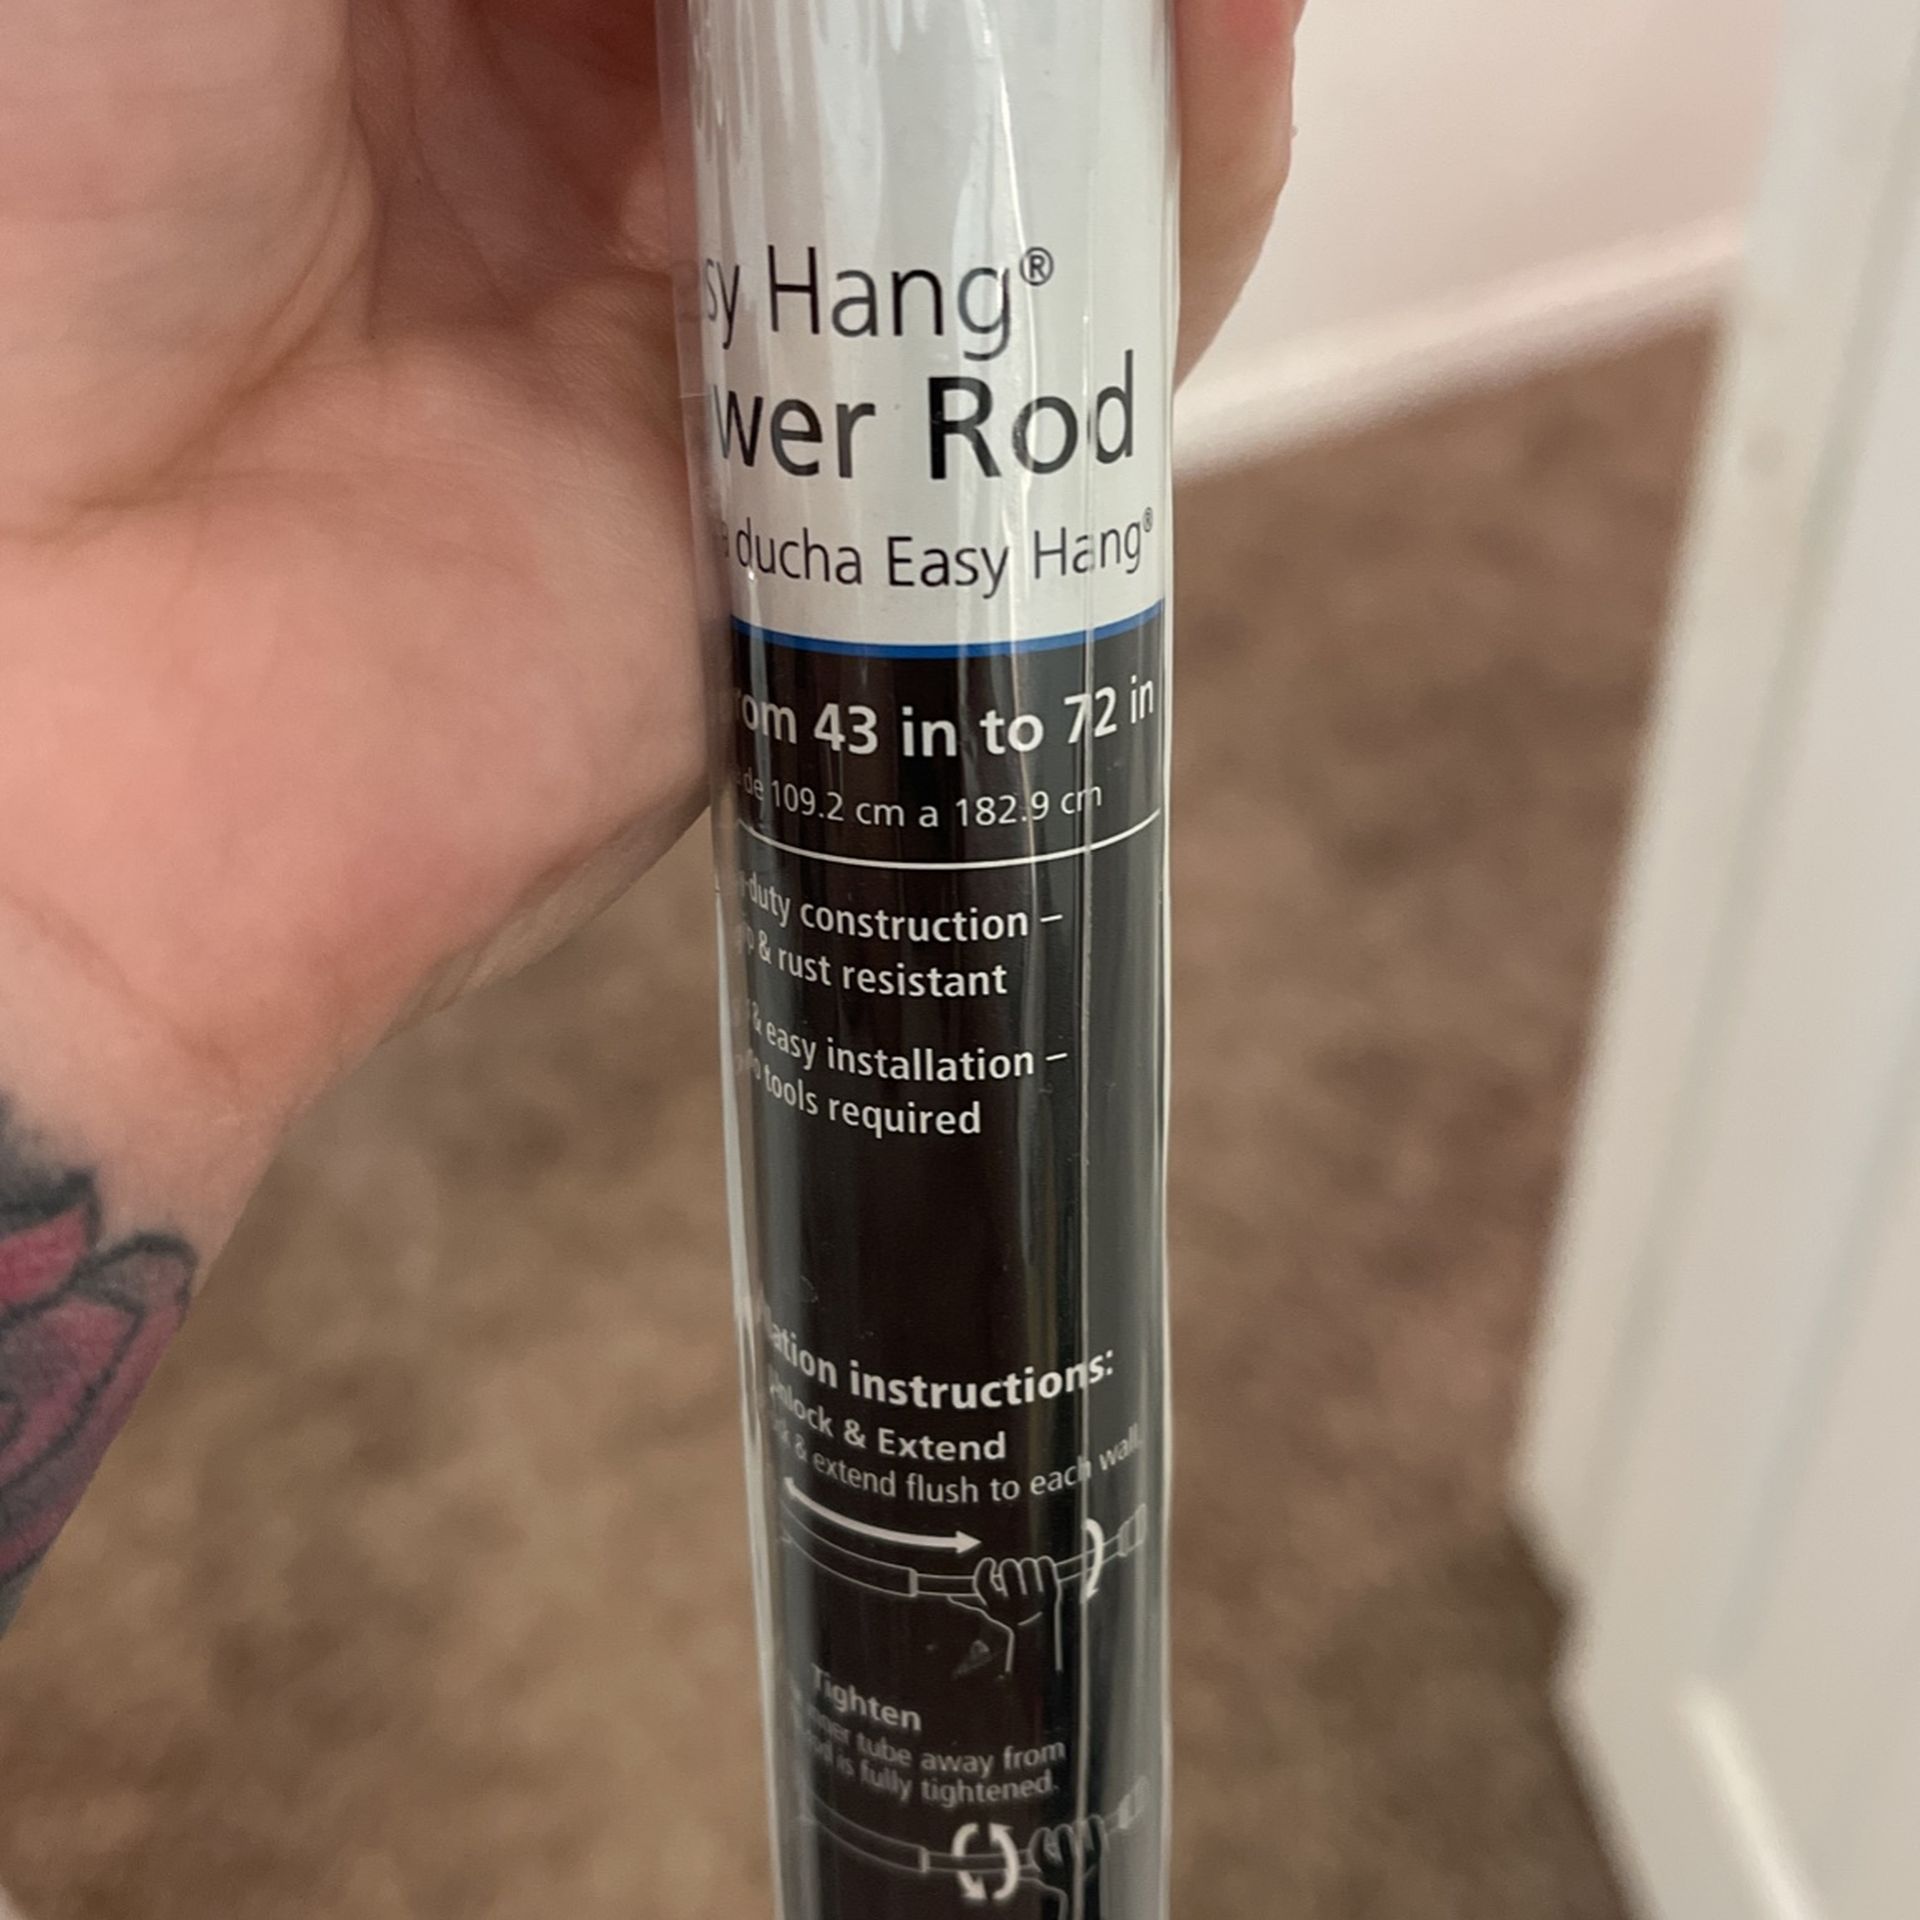 sy Hang®
wer Rod
ducha Easy Hang®
rom 43 in to 72 in
de 109.2 cm a 182.9 cm
duty construction –
& rust resistant
& easy installation –
tools required
lation instructions:
nlock & Extend
& extend flush to each wall.
Tighten
tube away from
is fully tightened.